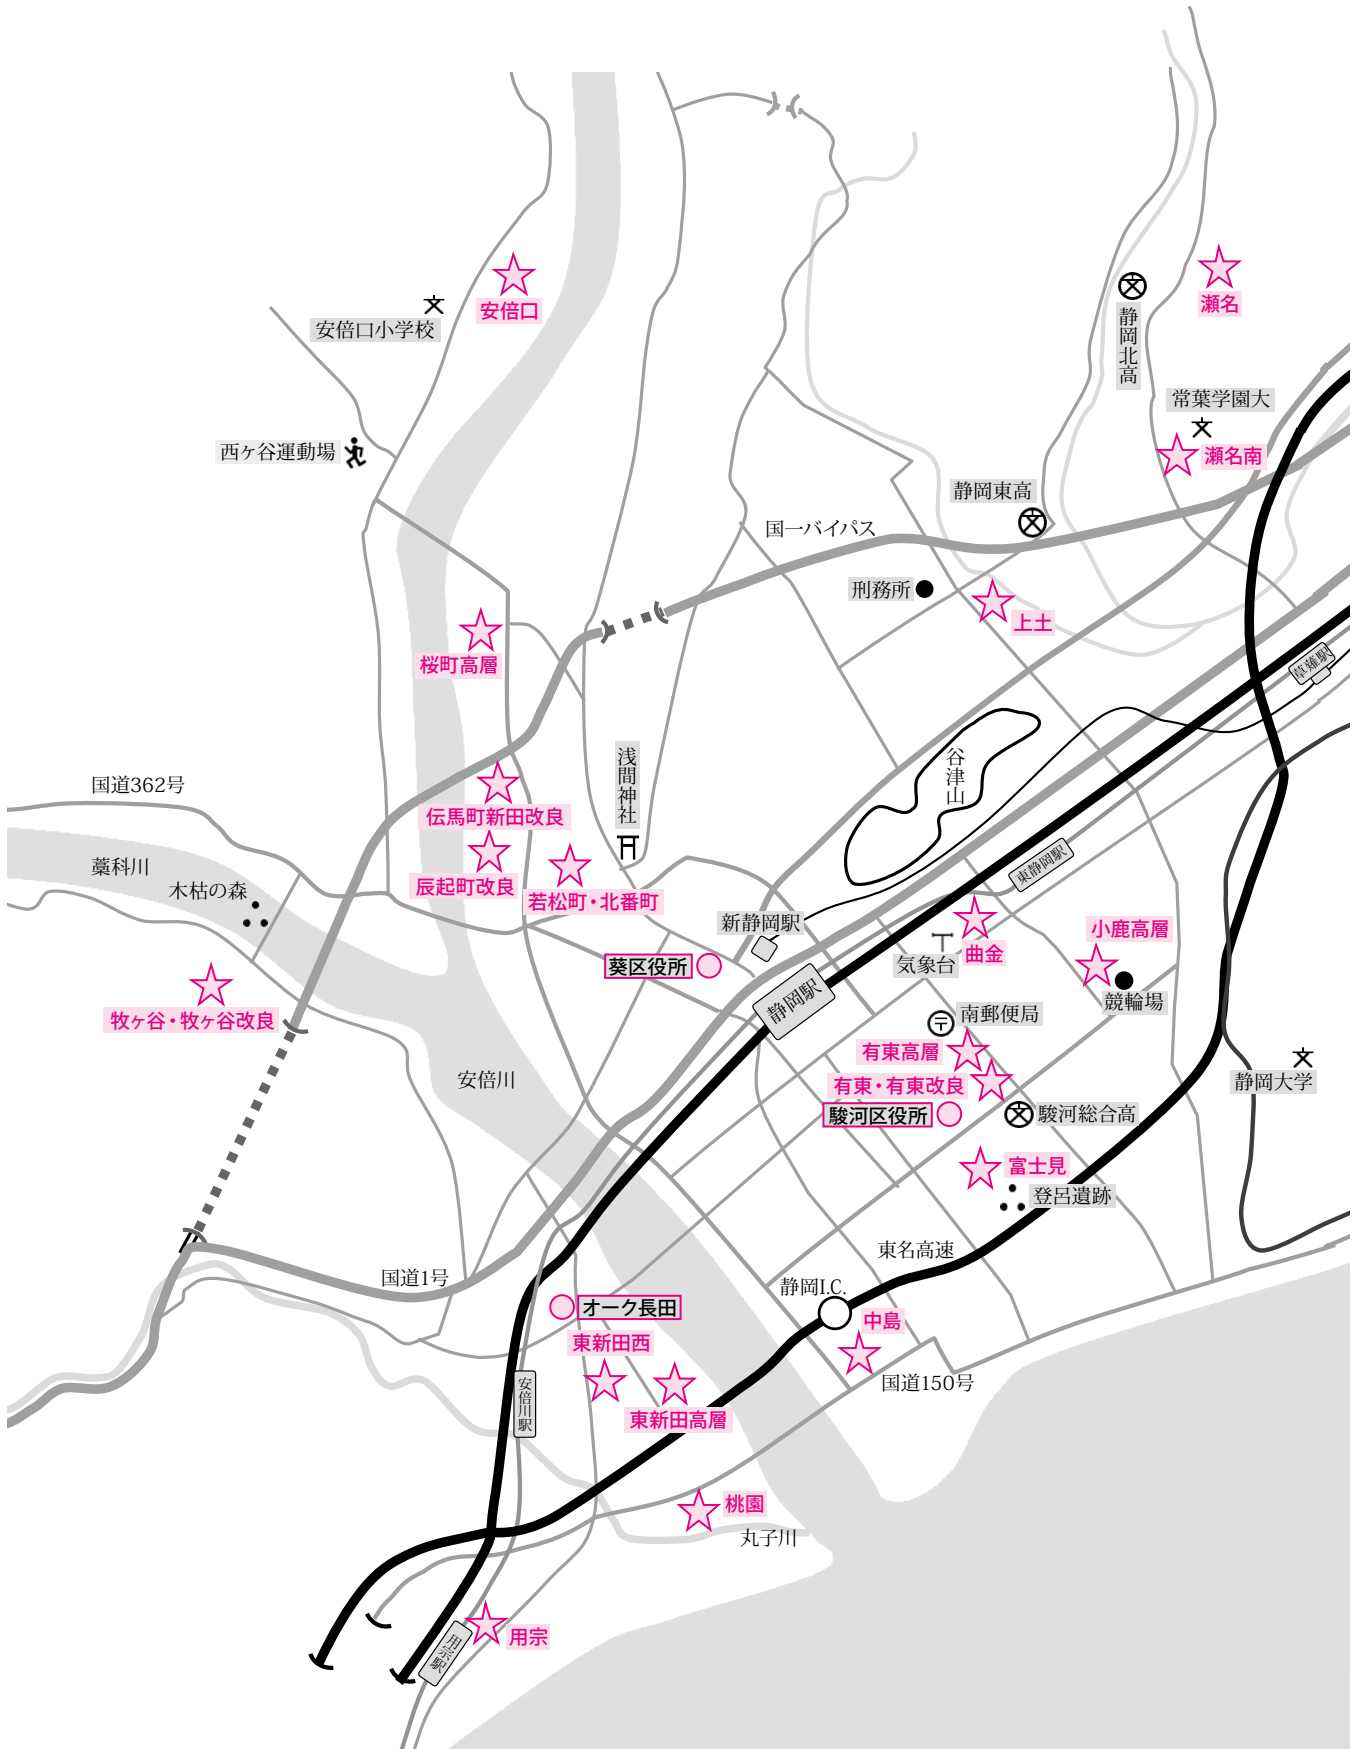 安倍口
安倍口小学校
瀬名
静岡北高
常葉学園大
瀬名南
西ヶ谷運動場
静岡東高
国一バイパス
刑務所
上土
桜町高層
草薙駅
浅間神社
谷津山
国道362号
伝馬町新田改良
藁科川
木枯の森
辰起町改良
若松町・北番町
東静岡駅
新静岡駅
小鹿高層
葵区役所
気象台
曲金
静岡駅
競輪場
牧ヶ谷・牧ヶ谷改良
南郵便局
有東高層
安倍川
有東・有東改良
静岡大学
駿河区役所
駿河総合高
富士見
登呂遺跡
東名高速
国道1号
静岡I.C.
オーク長田
中島
東新田西
国道150号
安倍川駅
東新田高層
桃園
丸子川
用宗
用宗駅